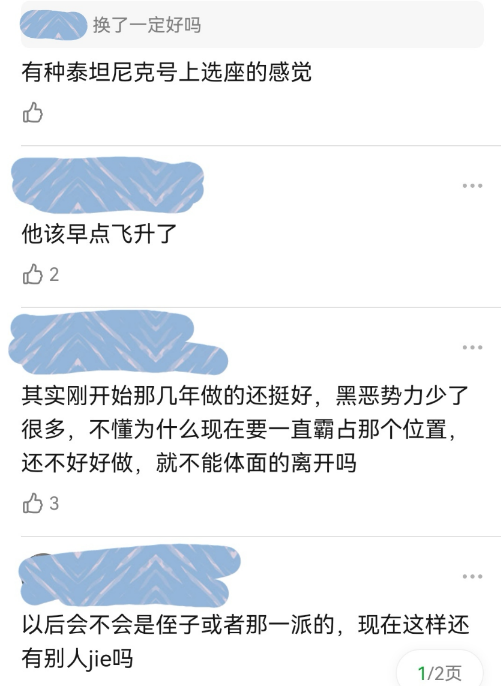 换了一定好吗
有种泰坦尼克号上选座的感觉
他该早点飞升了
2
其实刚开始那几年做的还挺好，黑恶势力少了
很多，不懂为什么现在要一直霸占那个位置，
还不好好做，就不能体面的离开吗
3
以后会不会是侄子或者那一派的，现在这样还
有别人jie吗
1/2页